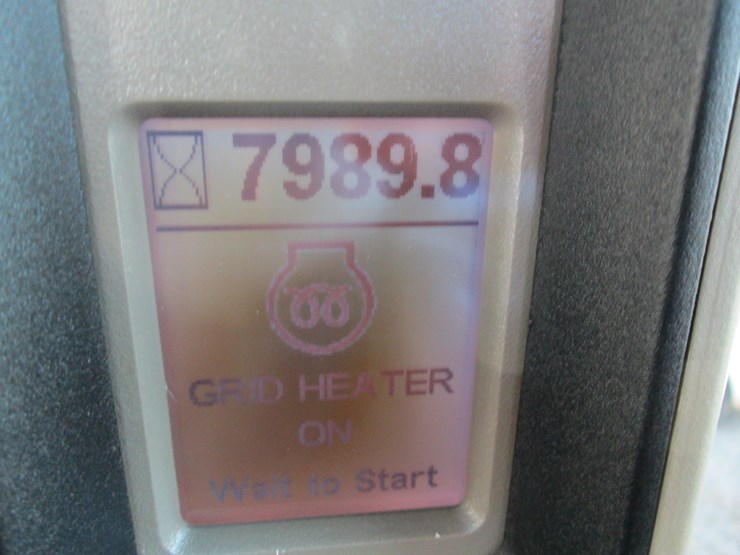 7989.8
GRID HEATER
ON
Wait to Start